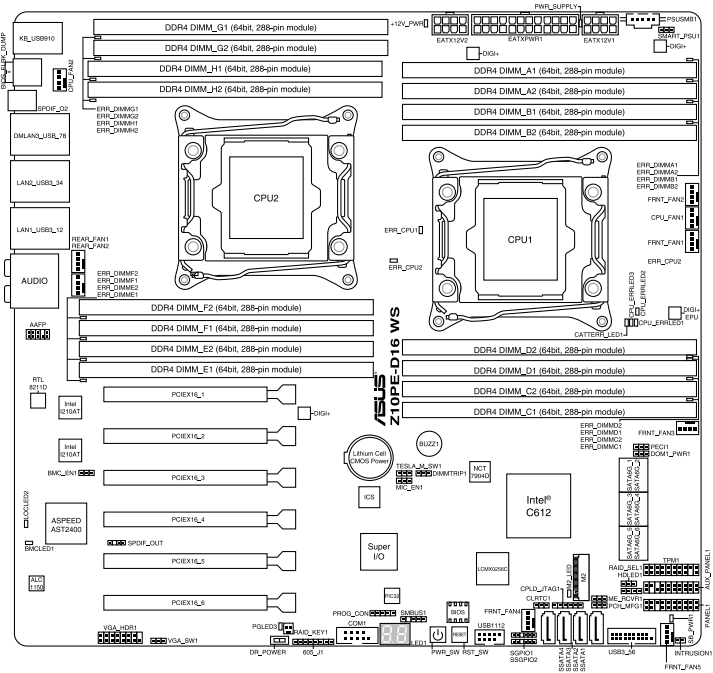 PWR_SUPPLY
+12V_PWR
PSUSMB1
SMART_PSU1
EATX12V2
EATXPWR1
EATX12V1
DIGI+
DIGI+
KB_USB910
BIOS_FLBK_DUMP
CPU_FAN2
SPDIF_O2
DMLAN3_USB_78
LAN2_USB3_34
LAN1_USB3_12
AUDIO
DDR4 DIMM_G1 (64bit, 288-pin module)
DDR4 DIMM_G2 (64bit, 288-pin module)
DDR4 DIMM_H1 (64bit, 288-pin module)
DDR4 DIMM_H2 (64bit, 288-pin module)
ERR_DIMMG1
ERR_DIMMG2
ERR_DIMMH1
ERR_DIMMH2
DDR4 DIMM_A1 (64bit, 288-pin module)
DDR4 DIMM_A2 (64bit, 288-pin module)
DDR4 DIMM_B1 (64bit, 288-pin module)
DDR4 DIMM_B2 (64bit, 288-pin module)
ERR_DIMMA1
ERR_DIMMA2
ERR_DIMMB1
ERR_DIMMB2
FRNT_FAN2
CPU_FAN1
FRNT_FAN1
ERR_CPU2
CPU2
CPU1
ERR_CPU1
ERR_CPU2
CPU_ERRLED3
CPU_ERRLED2
CPU_ERRLED1
CATTERR_LED1
DIGI+
EPU
REAR_FAN1
REAR_FAN2
ERR_DIMMF2
ERR_DIMMF1
ERR_DIMME2
ERR_DIMME1
DDR4 DIMM_F2 (64bit, 288-pin module)
DDR4 DIMM_F1 (64bit, 288-pin module)
DDR4 DIMM_E2 (64bit, 288-pin module)
DDR4 DIMM_E1 (64bit, 288-pin module)
ASUS
Z10PE-D16 WS
DDR4 DIMM_D2 (64bit, 288-pin module)
DDR4 DIMM_D1 (64bit, 288-pin module)
DDR4 DIMM_C2 (64bit, 288-pin module)
DDR4 DIMM_C1 (64bit, 288-pin module)
ERR_DIMMD2
ERR_DIMMD1
ERR_DIMMC2
ERR_DIMMC1
FRNT_FAN3
PECI1
DOM1_PWR1
AAFP
RTL
8211D
Intel
I210AT
Intel
I210AT
BMC_EN1
LOCLED2
ASPEED
AST2400
BMCLED1
SPDIF_OUT
ALC
1150
PCIEX16_1
PCIEX16_2
PCIEX16_3
PCIEX16_4
PCIEX16_5
PCIEX16_6
DIGI+
Lithium Cell
CMOS Power
BUZZ1
TESLA_M_SW1
DIMMTRIP1
MIC_EN1
NCT
7904D
ICS
Super
I/O
Intel®
C612
LCMX0256C
SATA6G_1
SATA6G_2
SATA6G_3
SATA6G_4
SATA6G_5
SATA6G_6
RAID_SEL1
HDLED1
TPM1
AUX_PANEL1
M2_LED
M2
CPLD_JTAG1
CLRTC1
ME_RCVR1
PCH_MFG1
PANEL1
PIC32
PROG_CON
SMBUS1
BIOS
FRNT_FAN4
VGA_HDR1
VGA_SW1
PGLED3
RAID_KEY1
DR_POWER
605_J1
COM1
88
LED1
PWR_SW
RESET
RST_SW
USB1112
SGPIO1
SSGPIO2
SSATA4
SSATA3
SSATA2
SSATA1
USB3_56
SB_PWR1
INTRUSION1
FRNT_FAN5